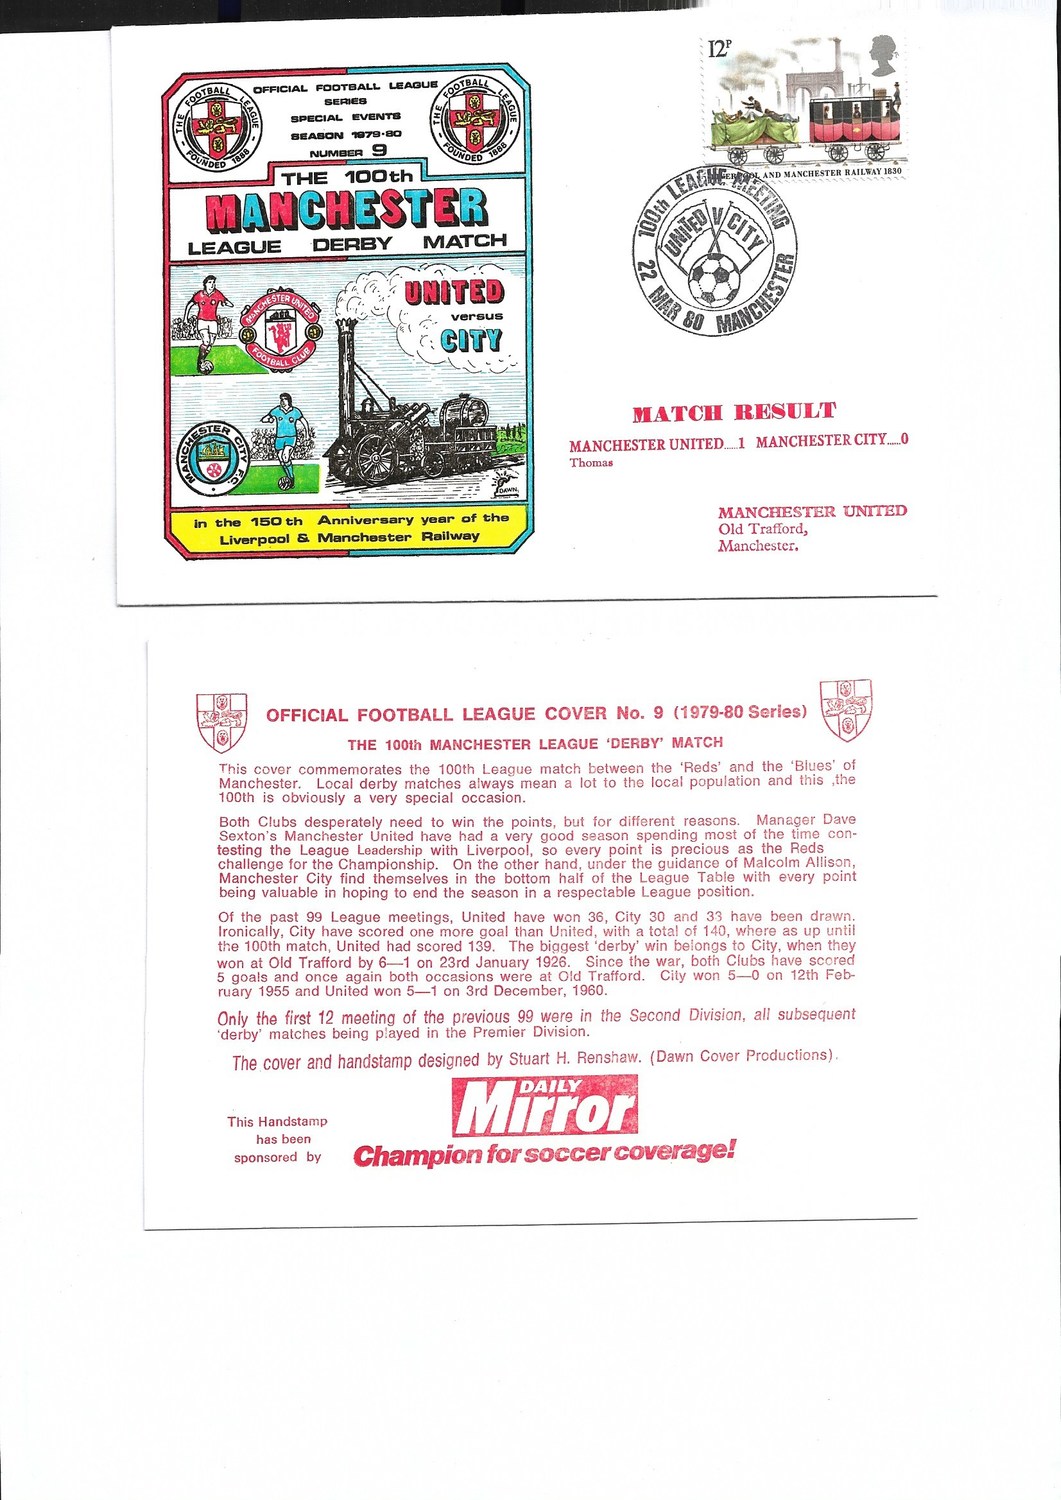 THE FOOTBALL LEAGUE
FOUNDED 1888
OFFICIAL FOOTBALL LEAGUE
SERIES
SPECIAL EVENTS
SEASON 1979·80
NUMBER 9
THE FOOTBALL LEAGUE
FOUNDED 1888
THE 100th
MANCHESTER
LEAGUE DERBY MATCH
UNITED
versus
CITY
MANCHESTER UNITED
FOOTBALL CLUB
MANCHESTER CITY F.C.
DAWN
in the 150th Anniversary year of the
Liverpool & Manchester Railway
12P
LIVERPOOL AND MANCHESTER RAILWAY 1830
100th LEAGUE MEETING
UNITED V CITY
22 MAR 80 MANCHESTER
MATCH RESULT
MANCHESTER UNITED.....1 MANCHESTER CITY.....0
Thomas
MANCHESTER UNITED
Old Trafford,
Manchester.
OFFICIAL FOOTBALL LEAGUE COVER No. 9 (1979-80 Series)
THE 100th MANCHESTER LEAGUE ‘DERBY’ MATCH
This cover commemorates the 100th League match between the ‘Reds’ and the ‘Blues’ of
Manchester. Local derby matches always mean a lot to the local population and this ,the
100th is obviously a very special occasion.
Both Clubs desperately need to win the points, but for different reasons. Manager Dave
Sexton's Manchester United have had a very good season spending most of the time con-
testing the League Leadership with Liverpool, so every point is precious as the Reds
challenge for the Championship. On the other hand, under the guidance of Malcolm Allison,
Manchester City find themselves in the bottom half of the League Table with every point
being valuable in hoping to end the season in a respectable League position.
Of the past 99 League meetings, United have won 36, City 30 and 33 have been drawn.
Ironically, City have scored one more goal than United, with a total of 140, where as up until
the 100th match, United had scored 139. The biggest ‘derby’ win belongs to City, when they
won at Old Trafford by 6—1 on 23rd January 1926. Since the war, both Clubs have scored
5 goals and once again both occasions were at Old Trafford. City won 5—0 on 12th Feb-
ruary 1955 and United won 5—1 on 3rd December, 1960.
Only the first 12 meeting of the previous 99 were in the Second Division, all subsequent
‘derby’ matches being played in the Premier Division.
The cover and handstamp designed by Stuart H. Renshaw. (Dawn Cover Productions).
This Handstamp
has been
sponsored by
DAILY
Mirror
Champion for soccer coverage!